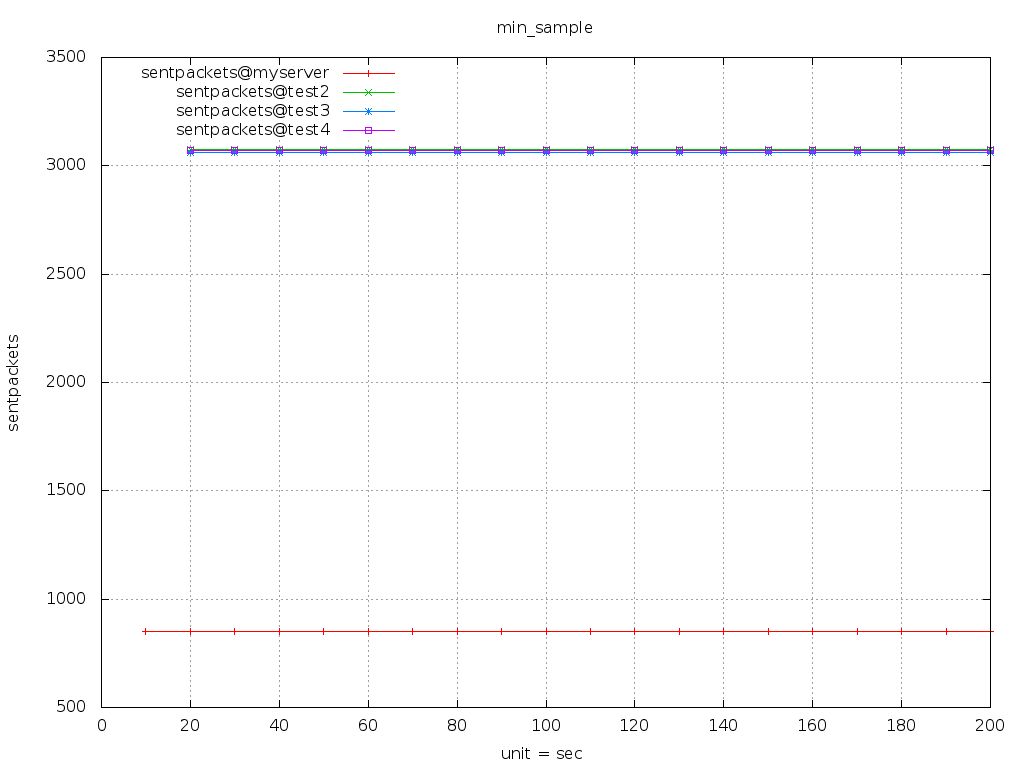 min_sample
3500
sentpackets@myserver
sentpackets@test2
sentpackets@test3
sentpackets@test4
3000
2500
2000
sentpackets
1500
1000
500
0 20 40 60 80 100 120 140 160 180 200
unit = sec